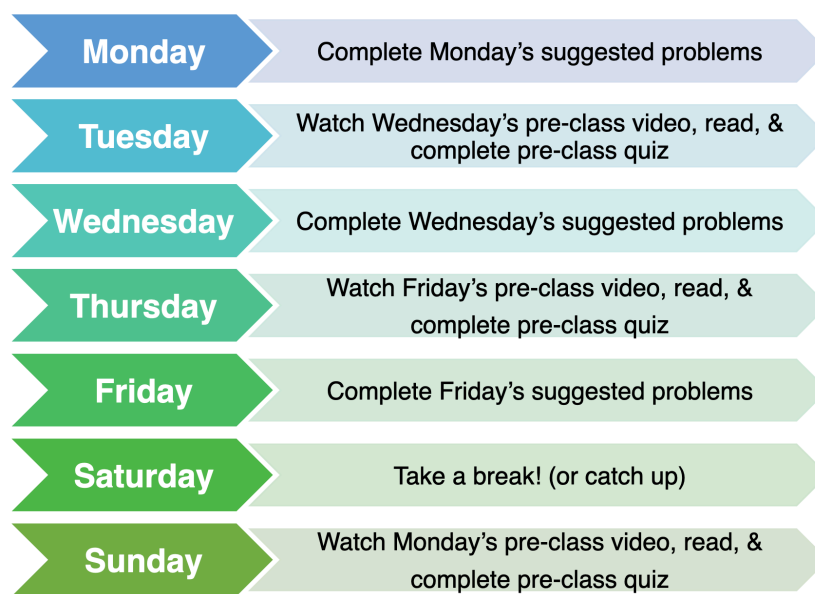 Monday
Complete Monday’s suggested problems
Tuesday
Watch Wednesday’s pre-class video, read, &
complete pre-class quiz
Wednesday
Complete Wednesday’s suggested problems
Thursday
Watch Friday’s pre-class video, read, &
complete pre-class quiz
Friday
Complete Friday’s suggested problems
Saturday
Take a break! (or catch up)
Sunday
Watch Monday’s pre-class video, read, &
complete pre-class quiz